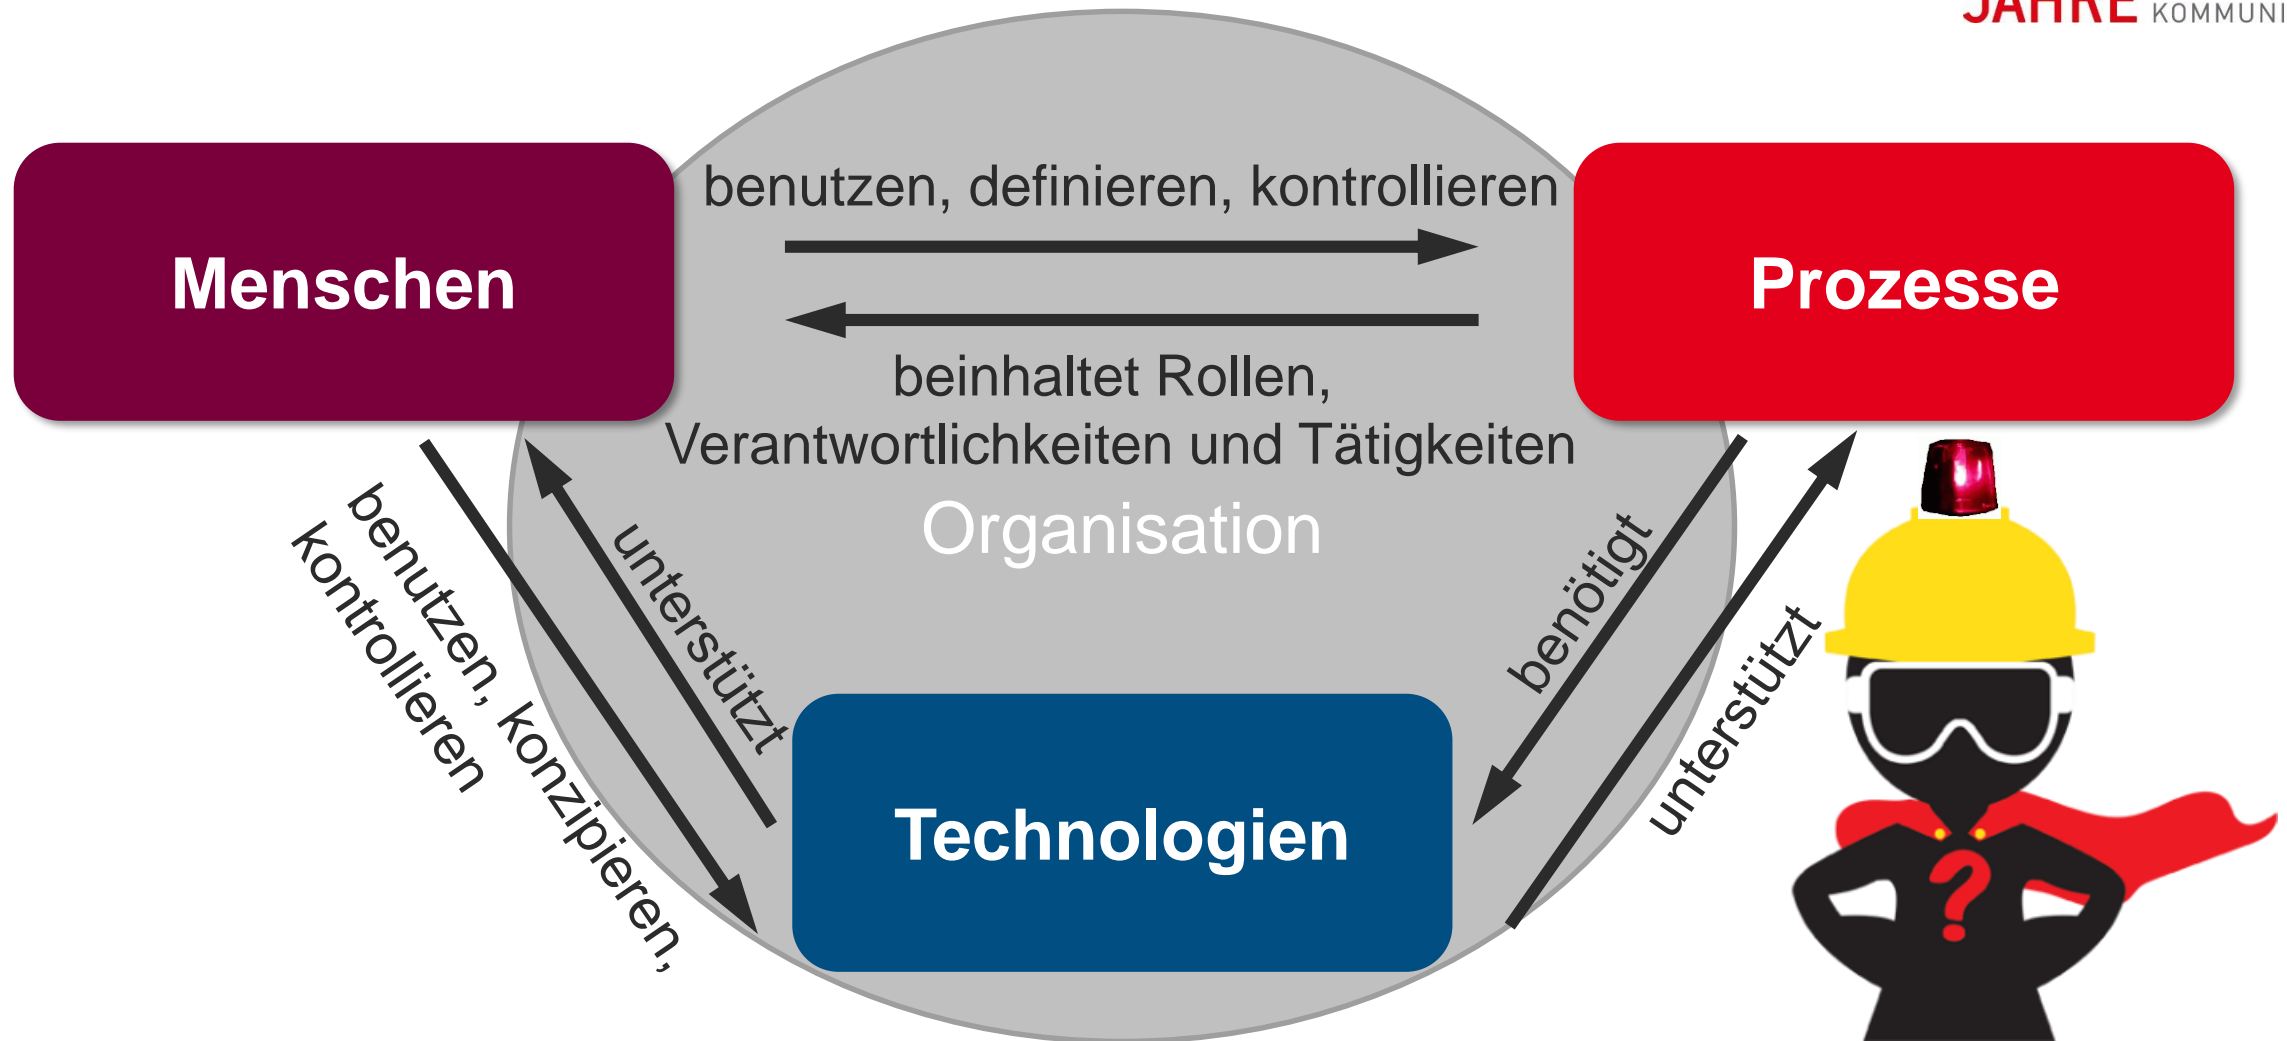 JAHRE KOMMUNI
benutzen, definieren, kontrollieren
Menschen
Prozesse
beinhaltet Rollen,
Verantwortlichkeiten und Tätigkeiten
Organisation
benutzen, konzipieren,
kontrollieren
unterstützt
benötigt
unterstützt
Technologien
?